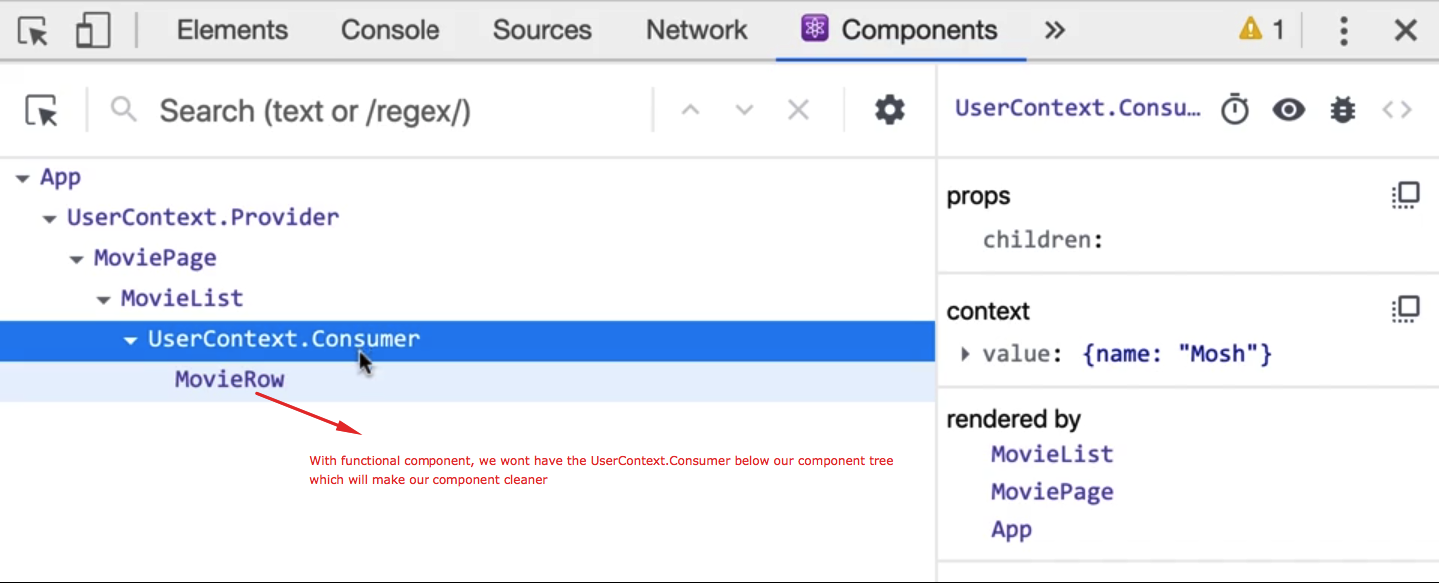 Elements Console Sources Network Components 1
Search (text or /regex/)
UserContext.Consu…
App
UserContext.Provider
MoviePage
MovieList
UserContext.Consumer
MovieRow
With functional component, we wont have the UserContext.Consumer below our component tree
which will make our component cleaner
props
children:
context
value: {name: "Mosh"}
rendered by
MovieList
MoviePage
App